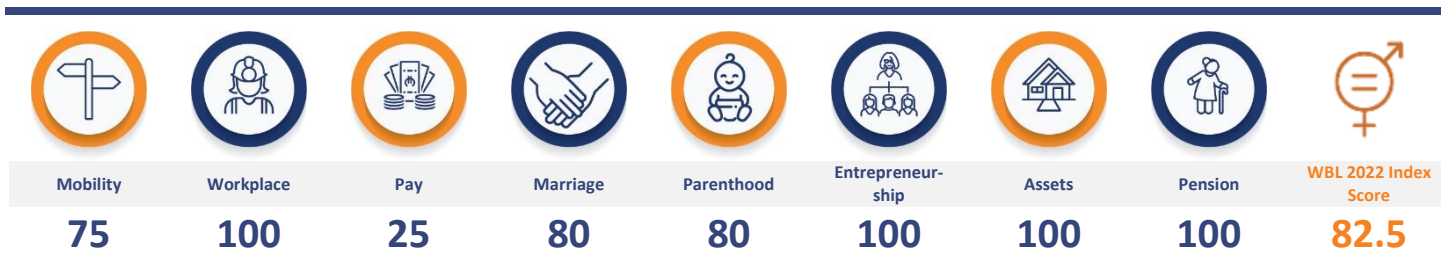 Mobility
Workplace
Pay
Marriage
Parenthood
Entrepreneur-
ship
Assets
Pension
WBL 2022 Index
Score
75
100
25
80
80
100
100
100
82.5